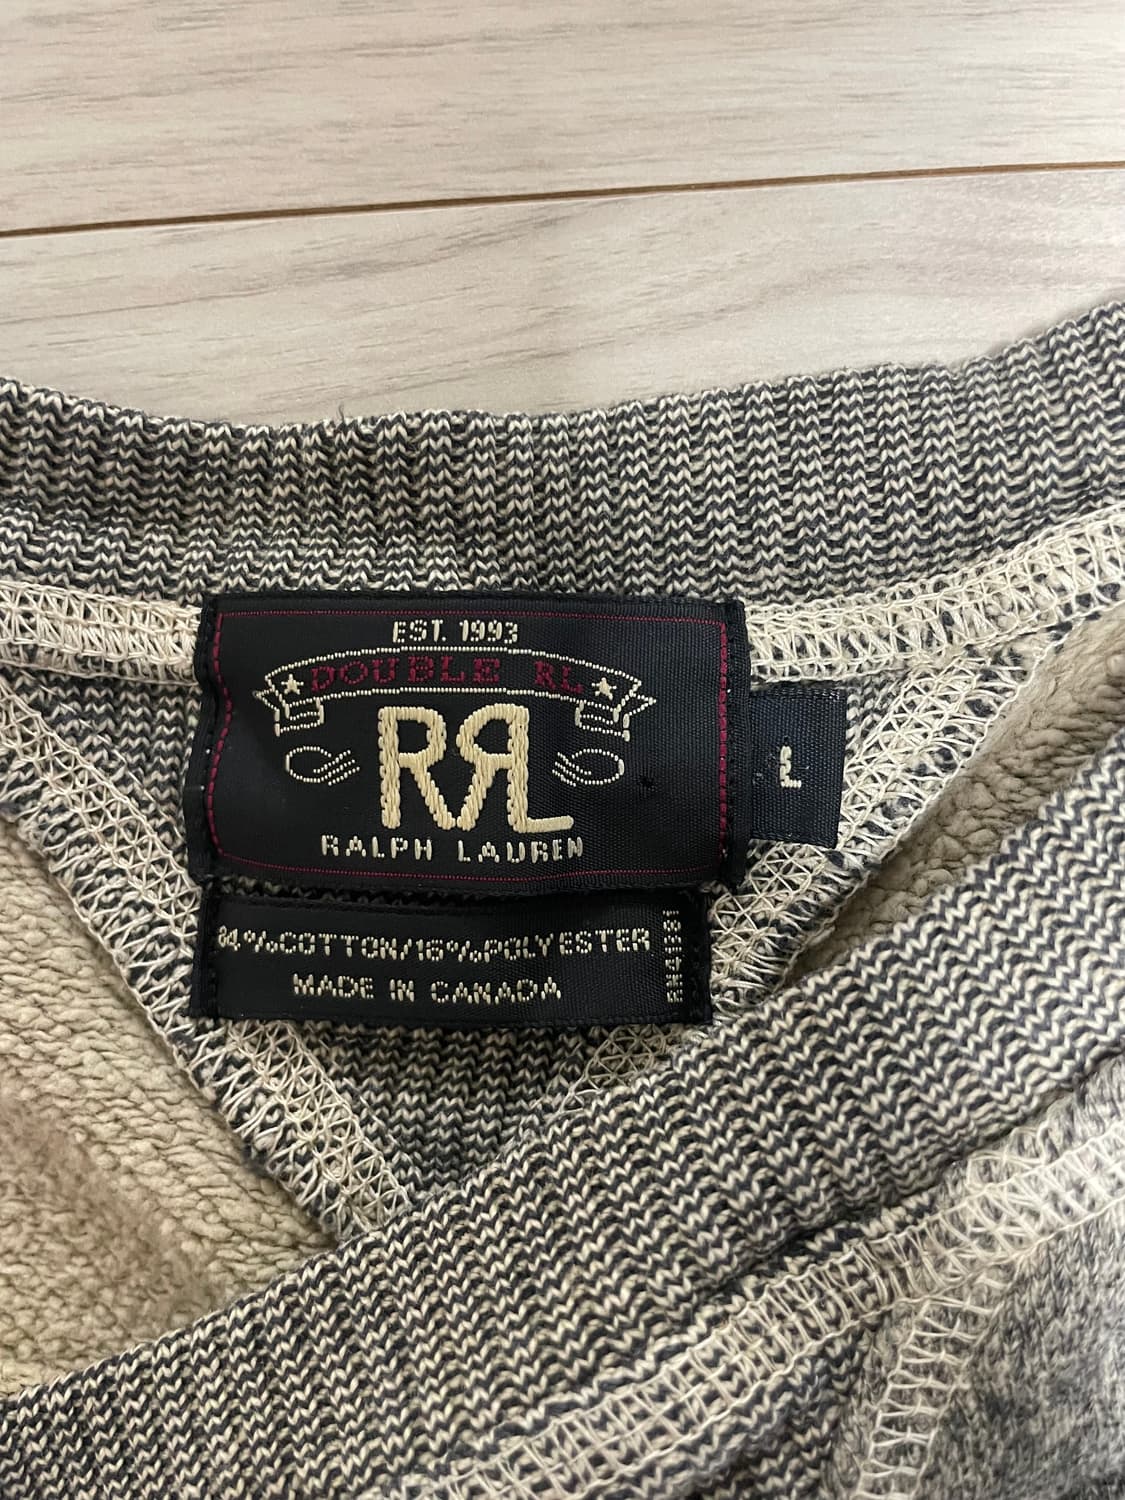 EST. 1993
DOUBLE RL
RRL
RALPH LAUREN
L
84%COTTON/16%POLYESTER
MADE IN CANADA